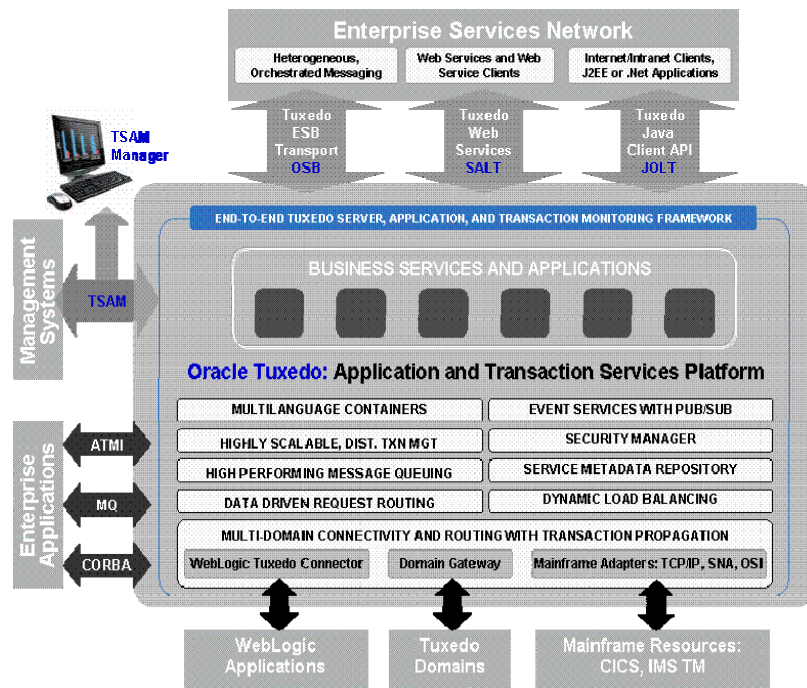 Enterprise Services Network
Heterogeneous,
Orchestrated Messaging
Web Services and Web
Service Clients
Internet/Intranet Clients,
J2EE or .Net Applications
Tuxedo
ESB
Transport
OSB
Tuxedo
Web
Services
SALT
Tuxedo
Java
Client API
JOLT
TSAM
Manager
END-TO-END TUXEDO SERVER, APPLICATION, AND TRANSACTION MONITORING FRAMEWORK
BUSINESS SERVICES AND APPLICATIONS
Management
Systems
TSAM
Oracle Tuxedo: Application and Transaction Services Platform
MULTILANGUAGE CONTAINERS
EVENT SERVICES WITH PUB/SUB
HIGHLY SCALABLE, DIST. TXN MGT
SECURITY MANAGER
HIGH PERFORMING MESSAGE QUEUING
SERVICE METADATA REPOSITORY
DATA DRIVEN REQUEST ROUTING
DYNAMIC LOAD BALANCING
Enterprise
Applications
ATMI
MQ
CORBA
MULTI-DOMAIN CONNECTIVITY AND ROUTING WITH TRANSACTION PROPAGATION
WebLogic Tuxedo Connector
Domain Gateway
Mainframe Adapters: TCP/IP, SNA, OSI
WebLogic
Applications
Tuxedo
Domains
Mainframe Resources:
CICS, IMS TM